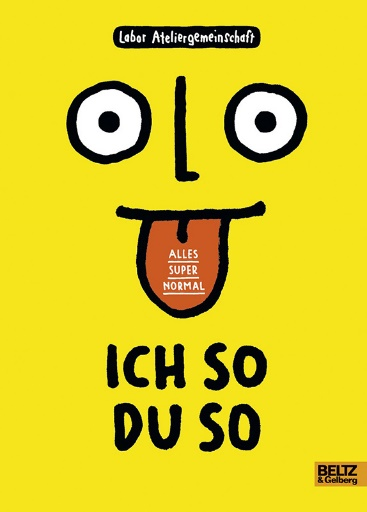 Labor Ateliergemeinschaft
ALLES
SUPER
NORMAL
ICH SO
DU SO
BELTZ
& Gelberg